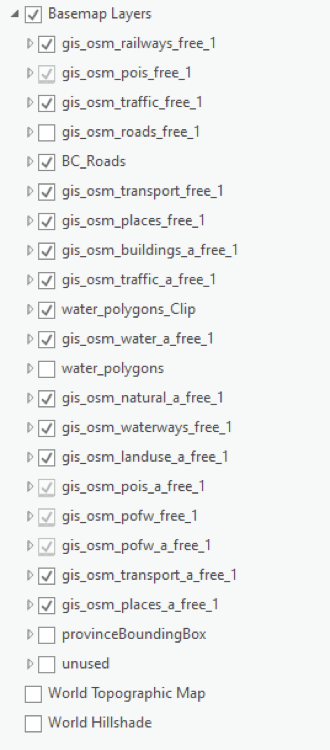 Basemap Layers
gis_osm_railways_free_1
gis_osm_pois_free_1
gis_osm_traffic_free_1
gis_osm_roads_free_1
BC_Roads
gis_osm_transport_free_1
gis_osm_places_free_1
gis_osm_buildings_a_free_1
gis_osm_traffic_a_free_1
water_polygons_Clip
gis_osm_water_a_free_1
water_polygons
gis_osm_natural_a_free_1
gis_osm_waterways_free_1
gis_osm_landuse_a_free_1
gis_osm_pois_a_free_1
gis_osm_pofw_free_1
gis_osm_pofw_a_free_1
gis_osm_transport_a_free_1
gis_osm_places_a_free_1
provinceBoundingBox
unused
World Topographic Map
World Hillshade